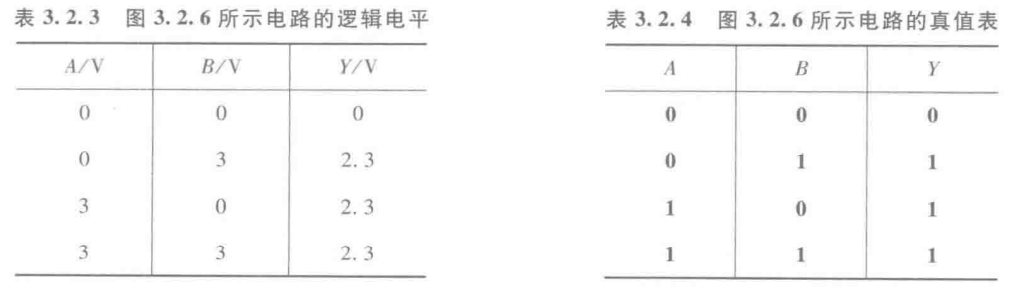 表 3.2.3 图 3.2.6 所示电路的逻辑电平
A/V B/V Y/V
0 0 0
0 3 2.3
3 0 2.3
3 3 2.3
表 3.2.4 图 3.2.6 所示电路的真值表
A B Y
0 0 0
0 1 1
1 0 1
1 1 1